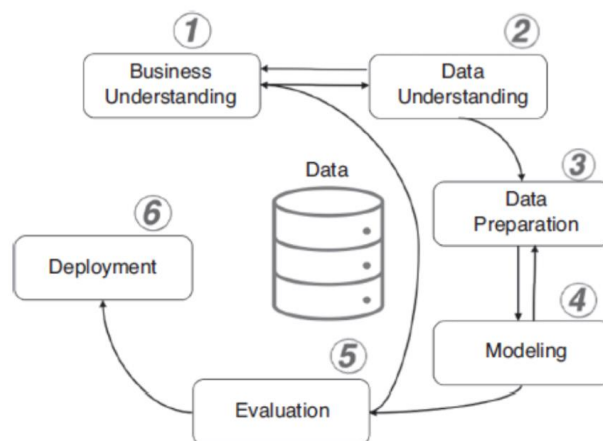 1
Business
Understanding
2
Data
Understanding
3
Data
Preparation
Data
6
Deployment
4
Modeling
5
Evaluation